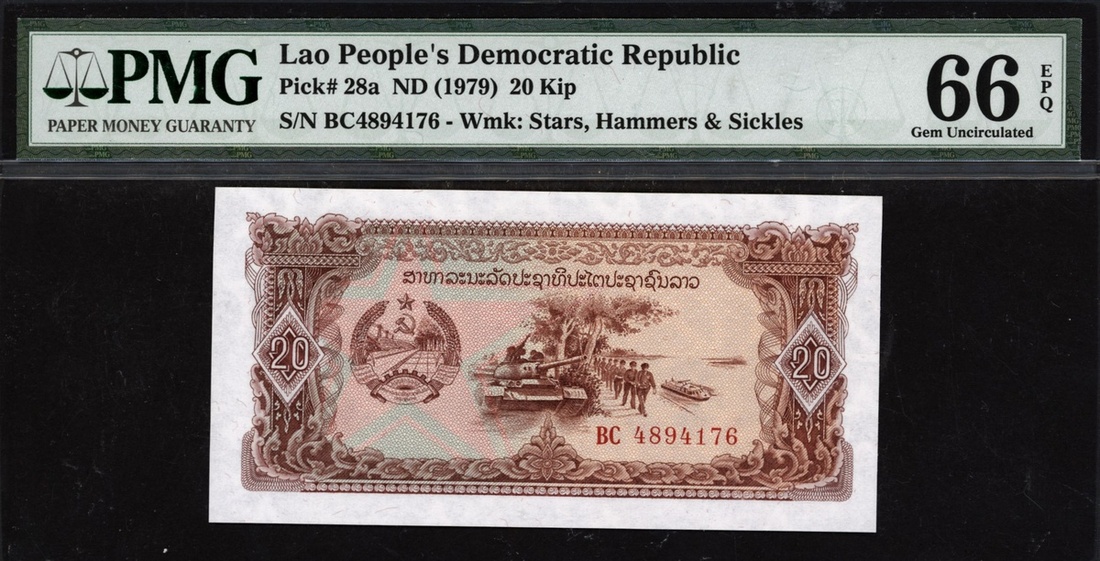 PMG
PAPER MONEY GUARANTY
Lao People's Democratic Republic
Pick# 28a ND (1979) 20 Kip
S/N BC4894176 - Wmk: Stars, Hammers & Sickles
66
EPQ
Gem Uncirculated
ສາທາລະນະລັດປະຊາທິປະໄຕປະຊາຊົນລາວ
20
20
BC 4894176